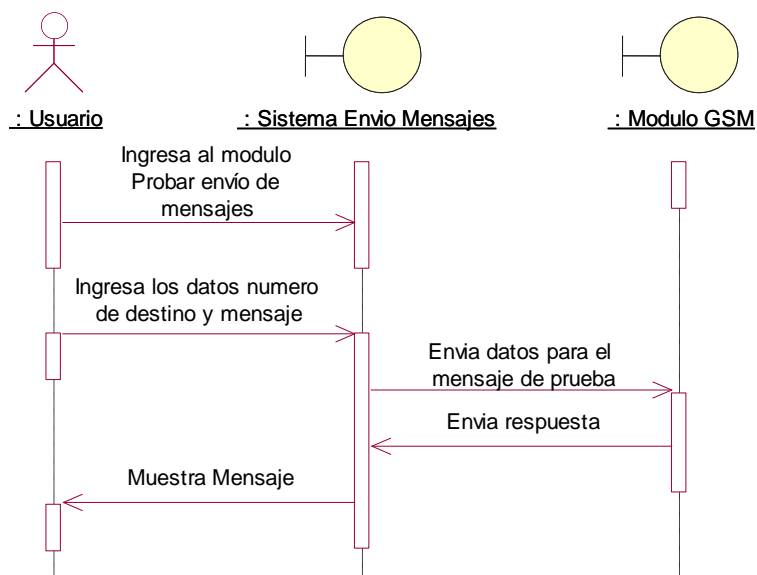 : Usuario
: Sistema Envio Mensajes
: Modulo GSM
Ingresa al modulo
Probar envío de
mensajes
Ingresa los datos numero
de destino y mensaje
Envia datos para el
mensaje de prueba
Envia respuesta
Muestra Mensaje